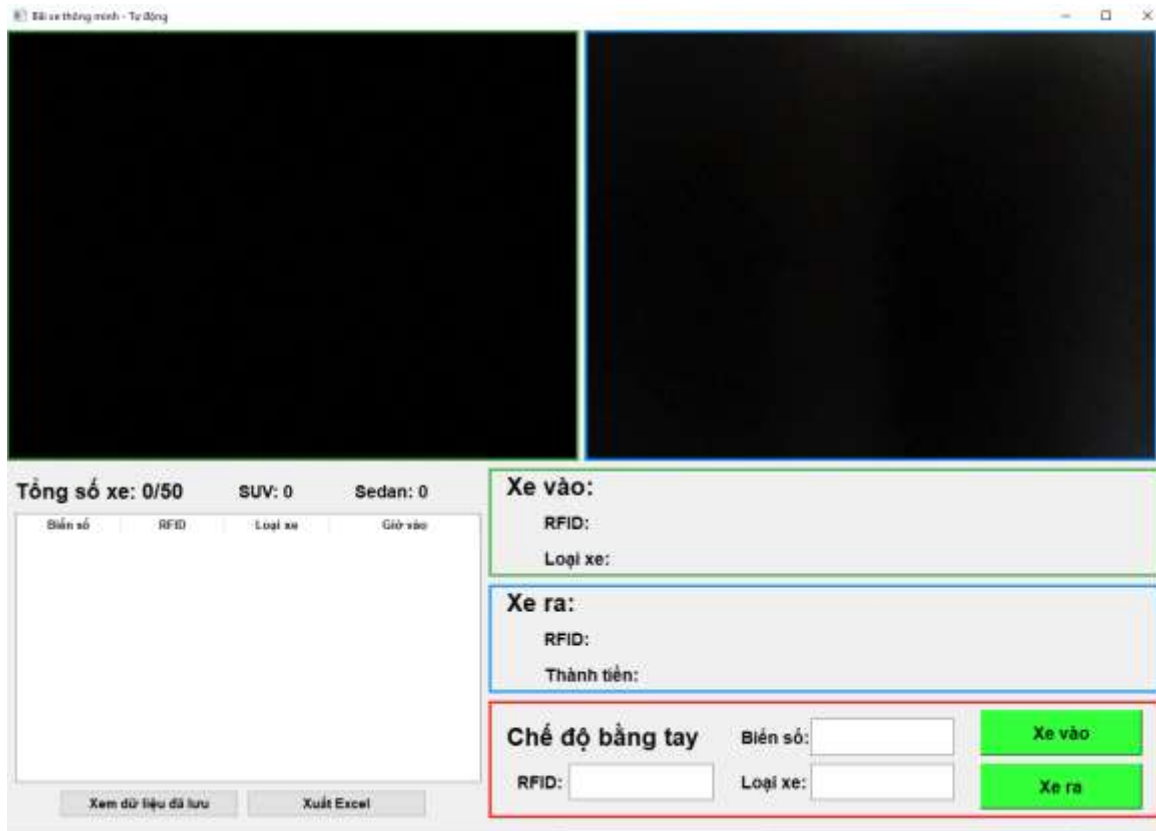 Bãi xe thông minh - Tự động
Tổng số xe: 0/50 SUV: 0 Sedan: 0
Biển số RFID Loại xe Giờ vào
Xem dữ liệu đã lưu Xuất Excel
Xe vào:
RFID:
Loại xe:
Xe ra:
RFID:
Thành tiền:
Chế độ bằng tay Biển số: Xe vào
RFID: Loại xe: Xe ra